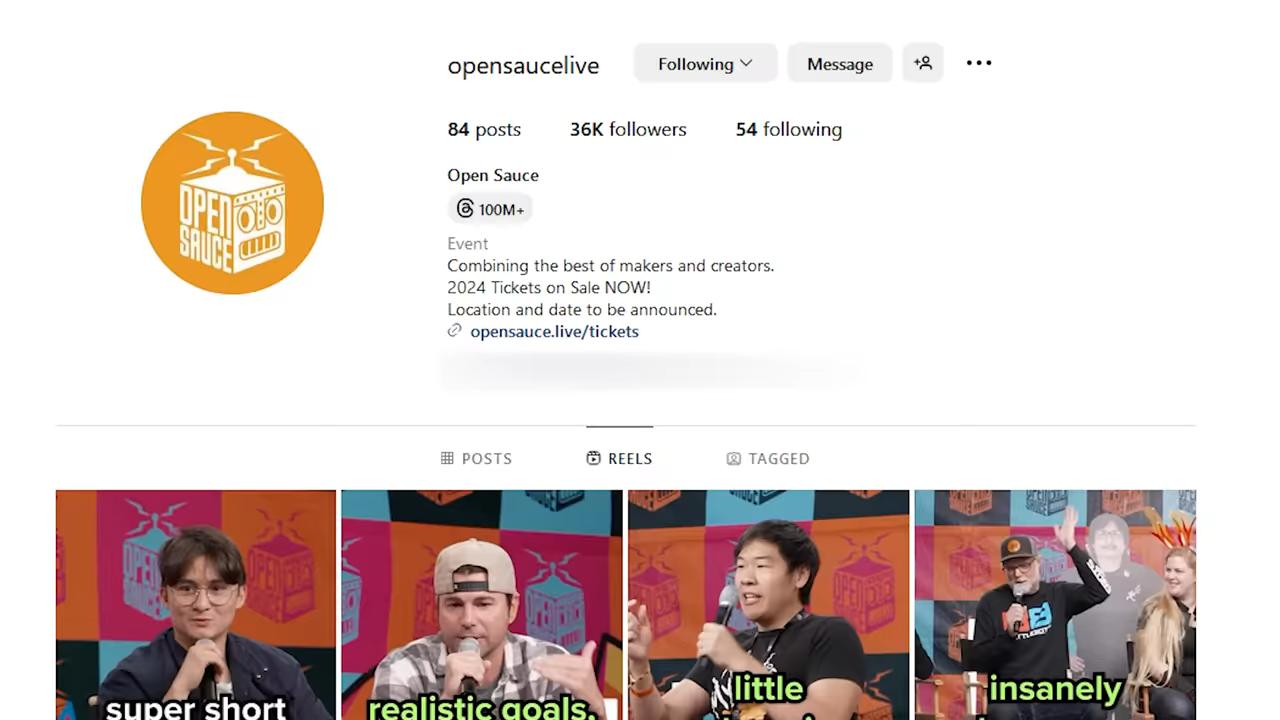 opensaucelive
Following
Message
84 posts
36K followers
54 following
OPEN
SAUCE
Open Sauce
100M+
Event
Combining the best of makers and creators.
2024 Tickets on Sale NOW!
Location and date to be announced.
opensauce.live/tickets
POSTS
REELS
TAGGED
super short
realistic goals.
little
insanely